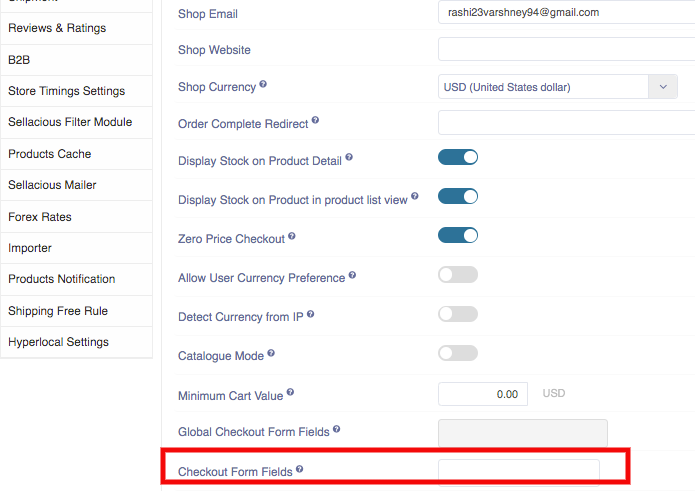 Shop Email
rashi23varshney94@gmail.com
Reviews & Ratings
Shop Website
B2B
Shop Currency ?
USD (United States dollar)
Store Timings Settings
Sellacious Filter Module
Order Complete Redirect ?
Products Cache
Display Stock on Product Detail ?
Sellacious Mailer
Display Stock on Product in product list view ?
Forex Rates
Zero Price Checkout ?
Importer
Products Notification
Allow User Currency Preference ?
Shipping Free Rule
Detect Currency from IP ?
Hyperlocal Settings
Catalogue Mode ?
Minimum Cart Value ?
0.00
USD
Global Checkout Form Fields ?
Checkout Form Fields ?